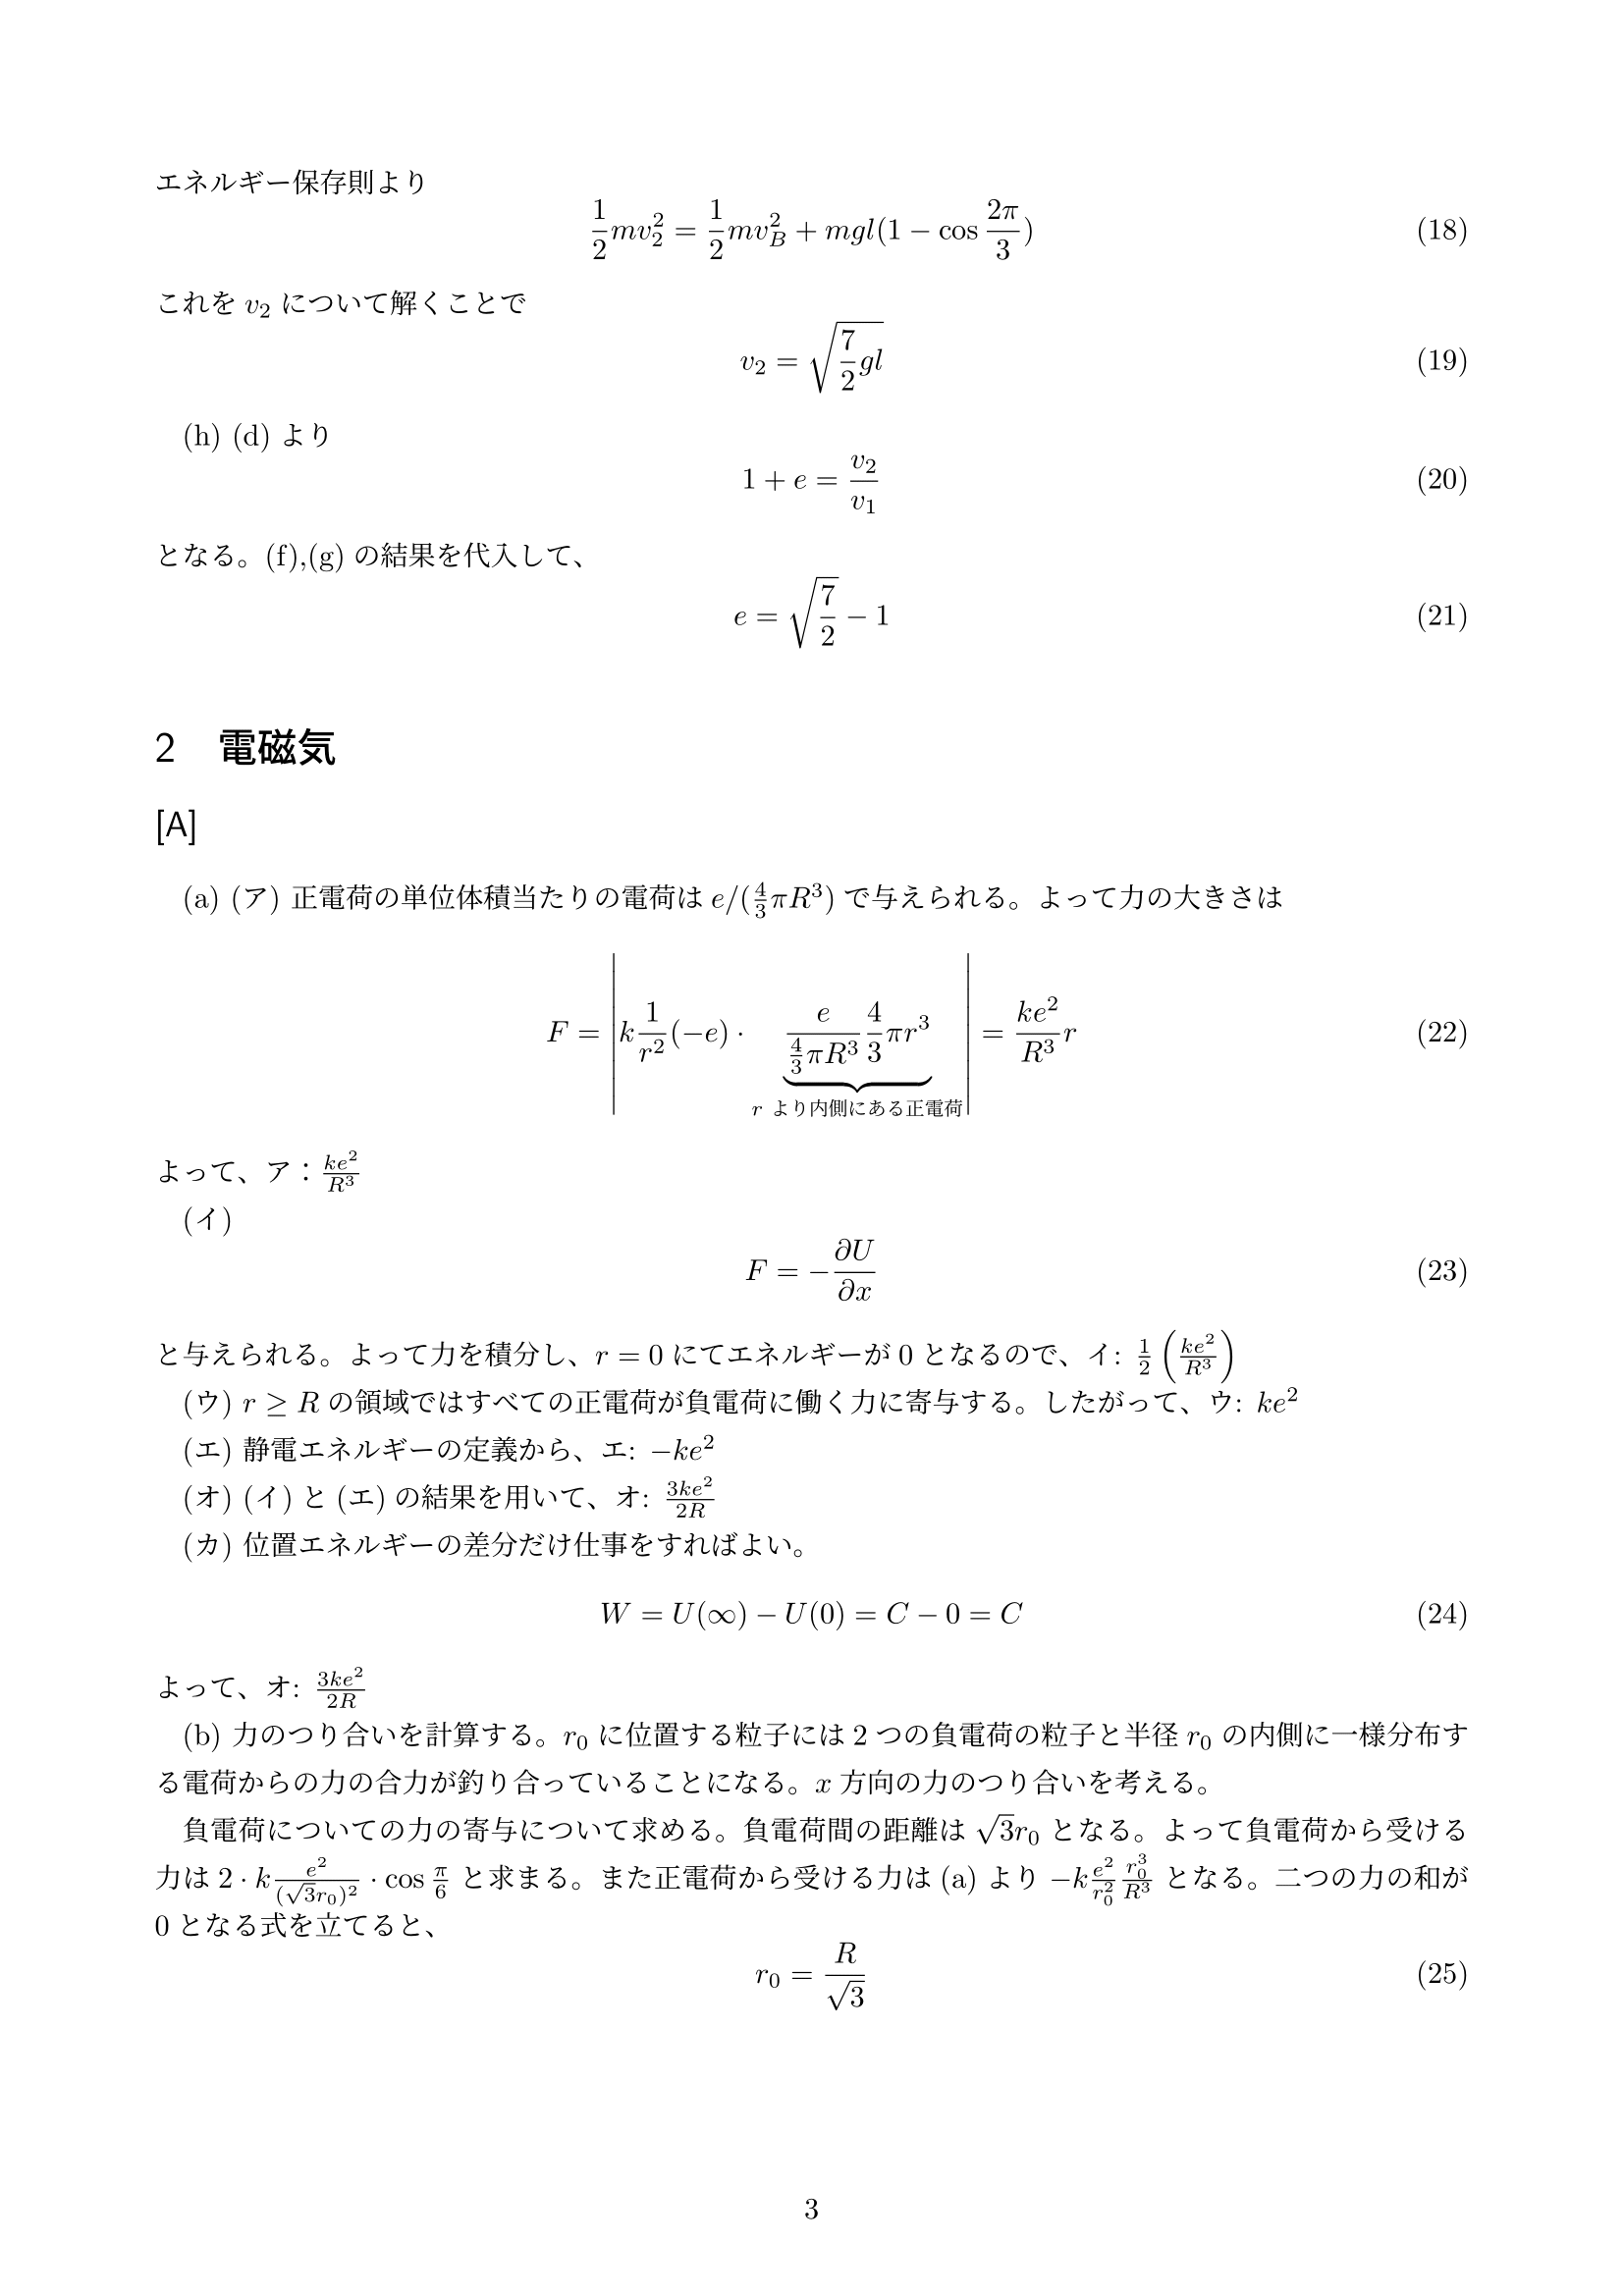 エネルギー保存則より
$\frac{1}{2}mv_2^2 = \frac{1}{2}mv_B^2 + mgl(1 - \cos\frac{2\pi}{3})$ (18)
これを $v_2$ について解くことで
$v_2 = \sqrt{\frac{7}{2}gl}$ (19)
(h) (d) より
$1 + e = \frac{v_2}{v_1}$ (20)
となる。(f),(g) の結果を代入して、
$e = \sqrt{\frac{7}{2}} - 1$ (21)
2 電磁気
[A]
(a) (ア) 正電荷の単位体積当たりの電荷は $e/(\frac{4}{3}\pi R^3)$ で与えられる。よって力の大きさは
$F = \left| k\frac{1}{r^2}(-e) \cdot \underbrace{\frac{e}{\frac{4}{3}\pi R^3}\frac{4}{3}\pi r^3}_{r \text{ より内側にある正電荷}} \right| = \frac{ke^2}{R^3}r$ (22)
よって、ア：$\frac{ke^2}{R^3}$
(イ)
$F = -\frac{\partial U}{\partial x}$ (23)
と与えられる。よって力を積分し、$r = 0$ にてエネルギーが 0 となるので、イ: $\frac{1}{2}\left(\frac{ke^2}{R^3}\right)$
(ウ) $r \geq R$ の領域ではすべての正電荷が負電荷に働く力に寄与する。したがって、ウ: $ke^2$
(エ) 静電エネルギーの定義から、エ: $-ke^2$
(オ) (イ) と (エ) の結果を用いて、オ: $\frac{3ke^2}{2R}$
(カ) 位置エネルギーの差分だけ仕事をすればよい。
$W = U(\infty) - U(0) = C - 0 = C$ (24)
よって、オ: $\frac{3ke^2}{2R}$
(b) 力のつり合いを計算する。$r_0$ に位置する粒子には 2 つの負電荷の粒子と半径 $r_0$ の内側に一様分布す
る電荷からの力の合力が釣り合っていることになる。$x$ 方向の力のつり合いを考える。
負電荷についての力の寄与について求める。負電荷間の距離は $\sqrt{3}r_0$ となる。よって負電荷から受ける
力は $2 \cdot k\frac{e^2}{(\sqrt{3}r_0)^2} \cdot \cos\frac{\pi}{6}$ と求まる。また正電荷から受ける力は (a) より $-k\frac{e^2}{r_0^2}\frac{r_0^3}{R^3}$ となる。二つの力の和が
0 となる式を立てると、
$r_0 = \frac{R}{\sqrt{3}}$ (25)
3